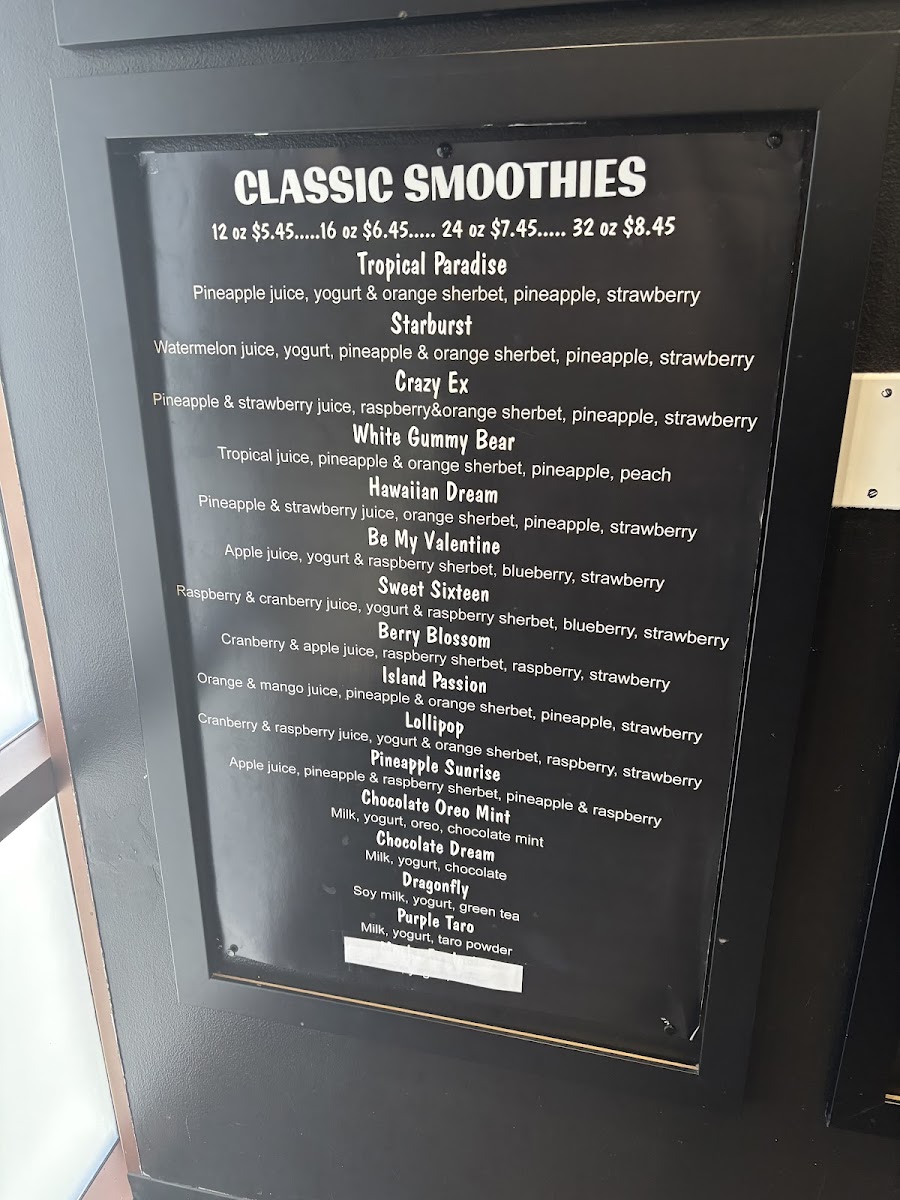 CLASSIC SMOOTHIES
12 oz $5.45.....16 oz $6.45..... 24 oz $7.45..... 32 oz $8.45
Tropical Paradise
Pineapple juice, yogurt & orange sherbet, pineapple, strawberry
Starburst
Watermelon juice, yogurt, pineapple & orange sherbet, pineapple, strawberry
Crazy Ex
Pineapple & strawberry juice, raspberry&orange sherbet, pineapple, strawberry
White Gummy Bear
Tropical juice, pineapple & orange sherbet, pineapple, peach
Hawaiian Dream
Pineapple & strawberry juice, orange sherbet, pineapple, strawberry
Be My Valentine
Apple juice, yogurt & raspberry sherbet, blueberry, strawberry
Sweet Sixteen
Raspberry & cranberry juice, yogurt & raspberry sherbet, blueberry, strawberry
Berry Blossom
Cranberry & apple juice, raspberry sherbet, raspberry, strawberry
Island Passion
Orange & mango juice, pineapple & orange sherbet, pineapple, strawberry
Lollipop
Cranberry & raspberry juice, yogurt & orange sherbet, raspberry, strawberry
Pineapple Sunrise
Apple juice, pineapple & raspberry sherbet, pineapple & raspberry
Chocolate Oreo Mint
Milk, yogurt, oreo, chocolate mint
Chocolate Dream
Milk, yogurt, chocolate
Dragonfly
Soy milk, yogurt, green tea
Purple Taro
Milk, yogurt, taro powder